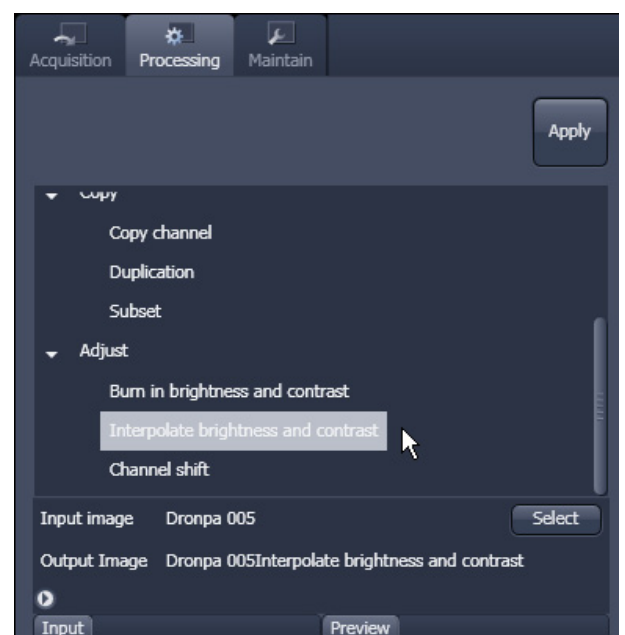 Acquisition Processing Maintain
Apply
Copy
Copy channel
Duplication
Subset
Adjust
Burn in brightness and contrast
Interpolate brightness and contrast
Channel shift
Input image Dronpa 005 Select
Output Image Dronpa 005Interpolate brightness and contrast
Input Preview